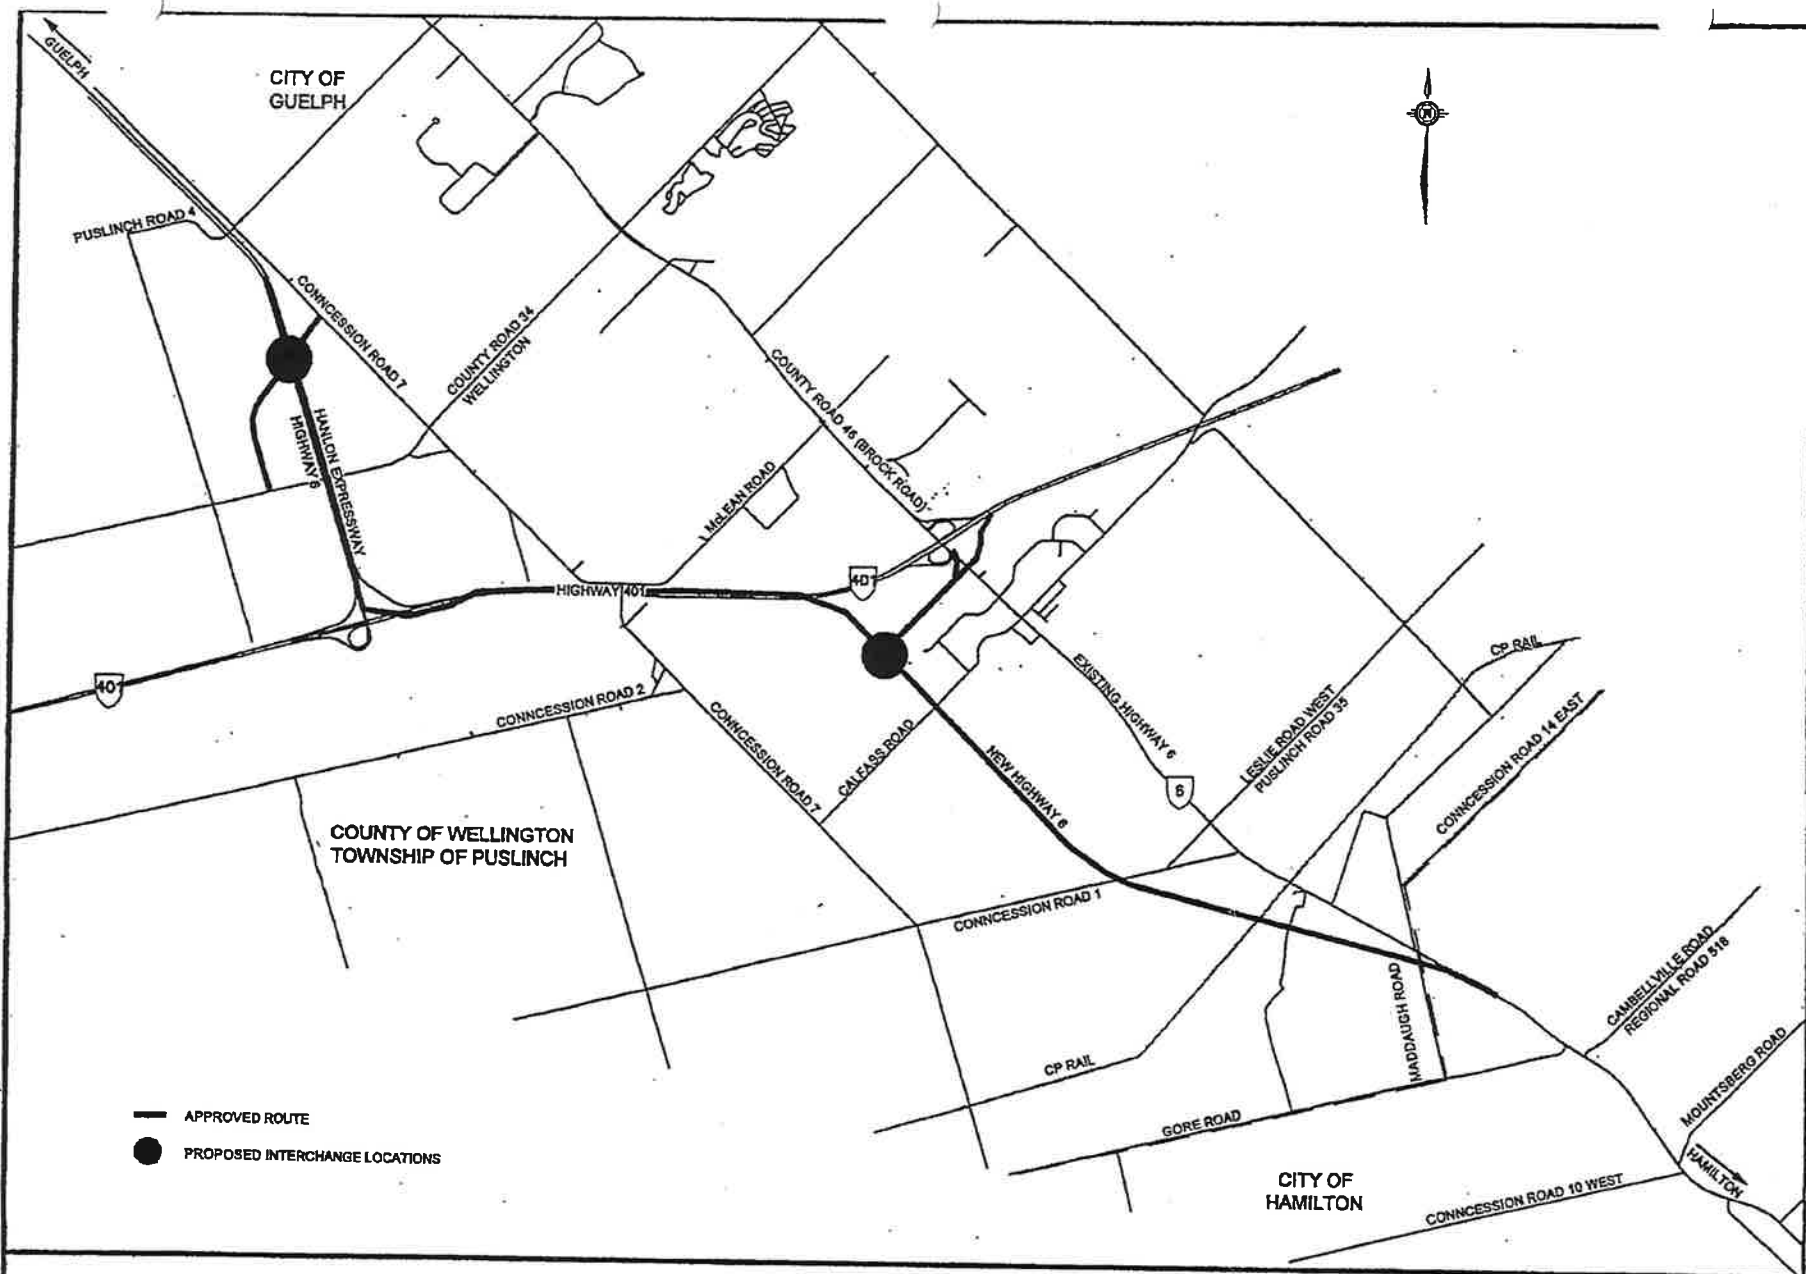 GUELPH
CITY OF
GUELPH
N
PUSLINCH ROAD 4
CONNCESSION ROAD 7
COUNTY ROAD 34
WELLINGTON
COUNTY ROAD 46 (BROCK ROAD)
HANLON EXPRESSWAY
HIGHWAY 6
McLEAN ROAD
HIGHWAY 401
401
401
CONNCESSION ROAD 2
CONNCESSION ROAD 7
CALFASS ROAD
NEW HIGHWAY 6
EXISTING HIGHWAY 6
6
LESLIE ROAD WEST
PUSLINCH ROAD 35
CP RAIL
CONNCESSION ROAD 14 EAST
COUNTY OF WELLINGTON
TOWNSHIP OF PUSLINCH
CONNCESSION ROAD 1
MADDAUGH ROAD
CAMBELLVILLE ROAD
REGIONAL ROAD 518
MOUNTSBERG ROAD
CP RAIL
GORE ROAD
HAMILTON
CITY OF
HAMILTON
CONNCESSION ROAD 10 WEST
APPROVED ROUTE
PROPOSED INTERCHANGE LOCATIONS